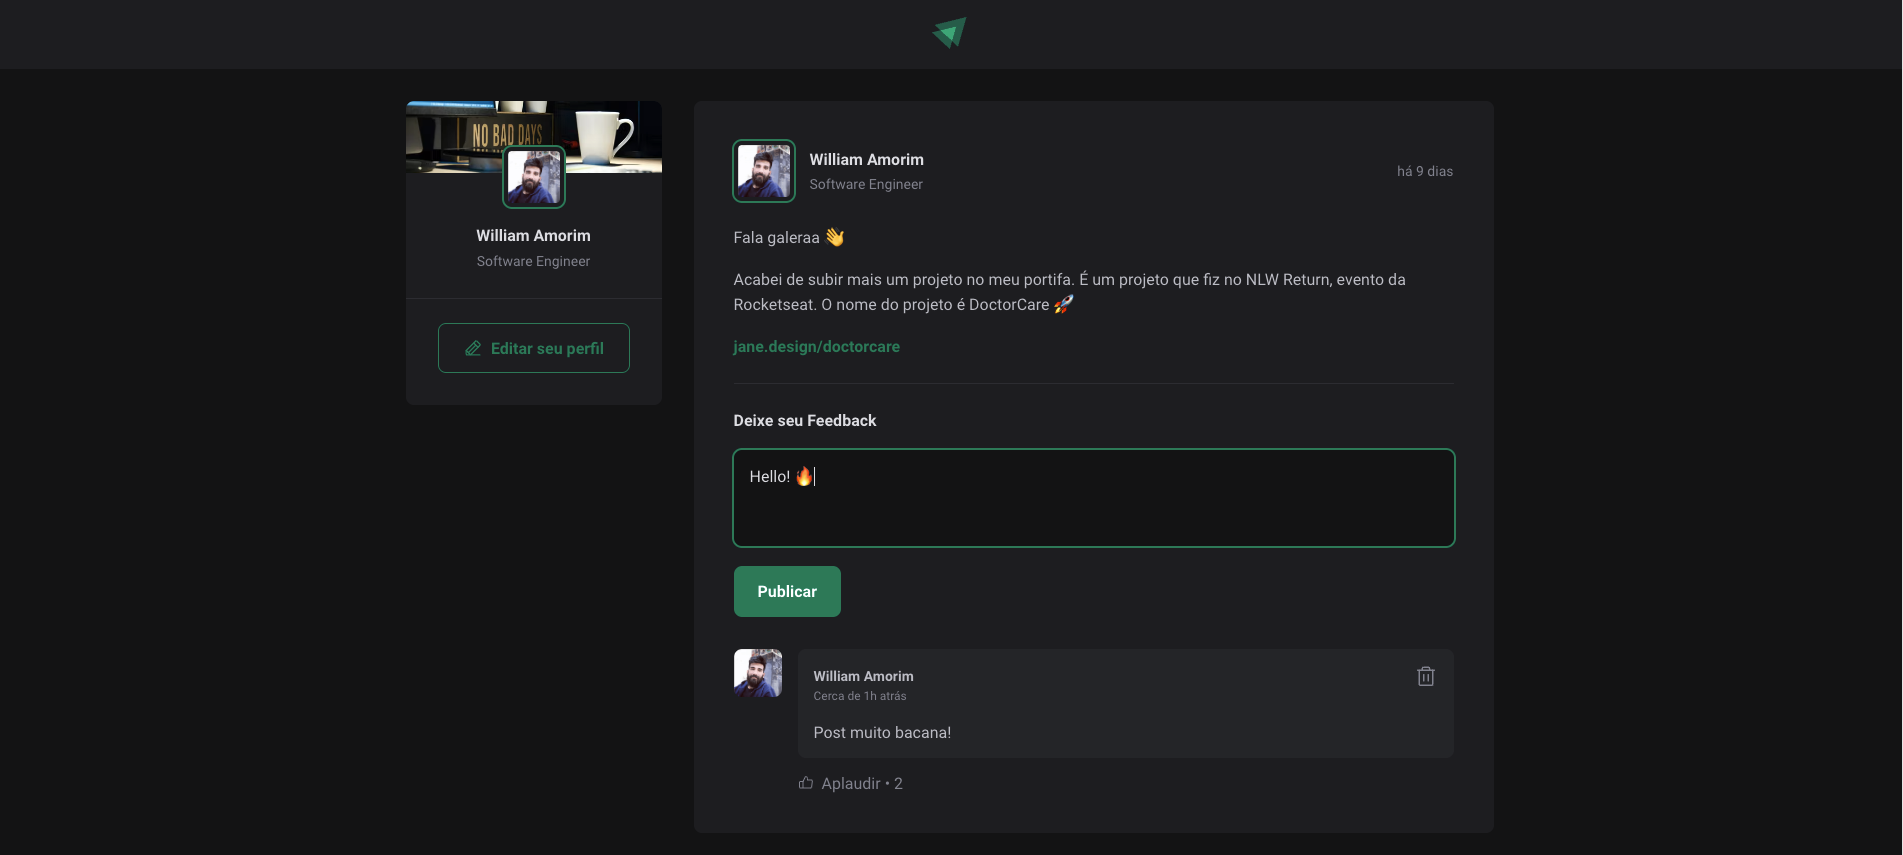 NO BAD DAYS
William Amorim
Software Engineer
Editar seu perfil
William Amorim
Software Engineer
há 9 dias
Fala galeraa 👋
Acabei de subir mais um projeto no meu portifa. É um projeto que fiz no NLW Return, evento da
Rocketseat. O nome do projeto é DoctorCare 🚀
jane.design/doctorcare
Deixe seu Feedback
Hello! 🔥
Publicar
William Amorim
Cerca de 1h atrás
Post muito bacana!
Aplaudir • 2